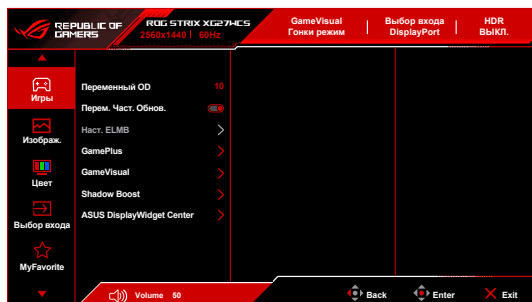 REPUBLIC OF
GAMERS
ROG STRIX XG27WCS
2560x1440 | 60Hz
GameVisual
Гонки режим
Выбор входа
DisplayPort
HDR
ВЫКЛ.
Игры
Изображ.
Цвет
Выбор входа
MyFavorite
Переменный OD 10
Перем. Част. Обнов.
Наст. ELMB
GamePlus
GameVisual
Shadow Boost
ASUS DisplayWidget Center
Volume 50
Back
Enter
Exit